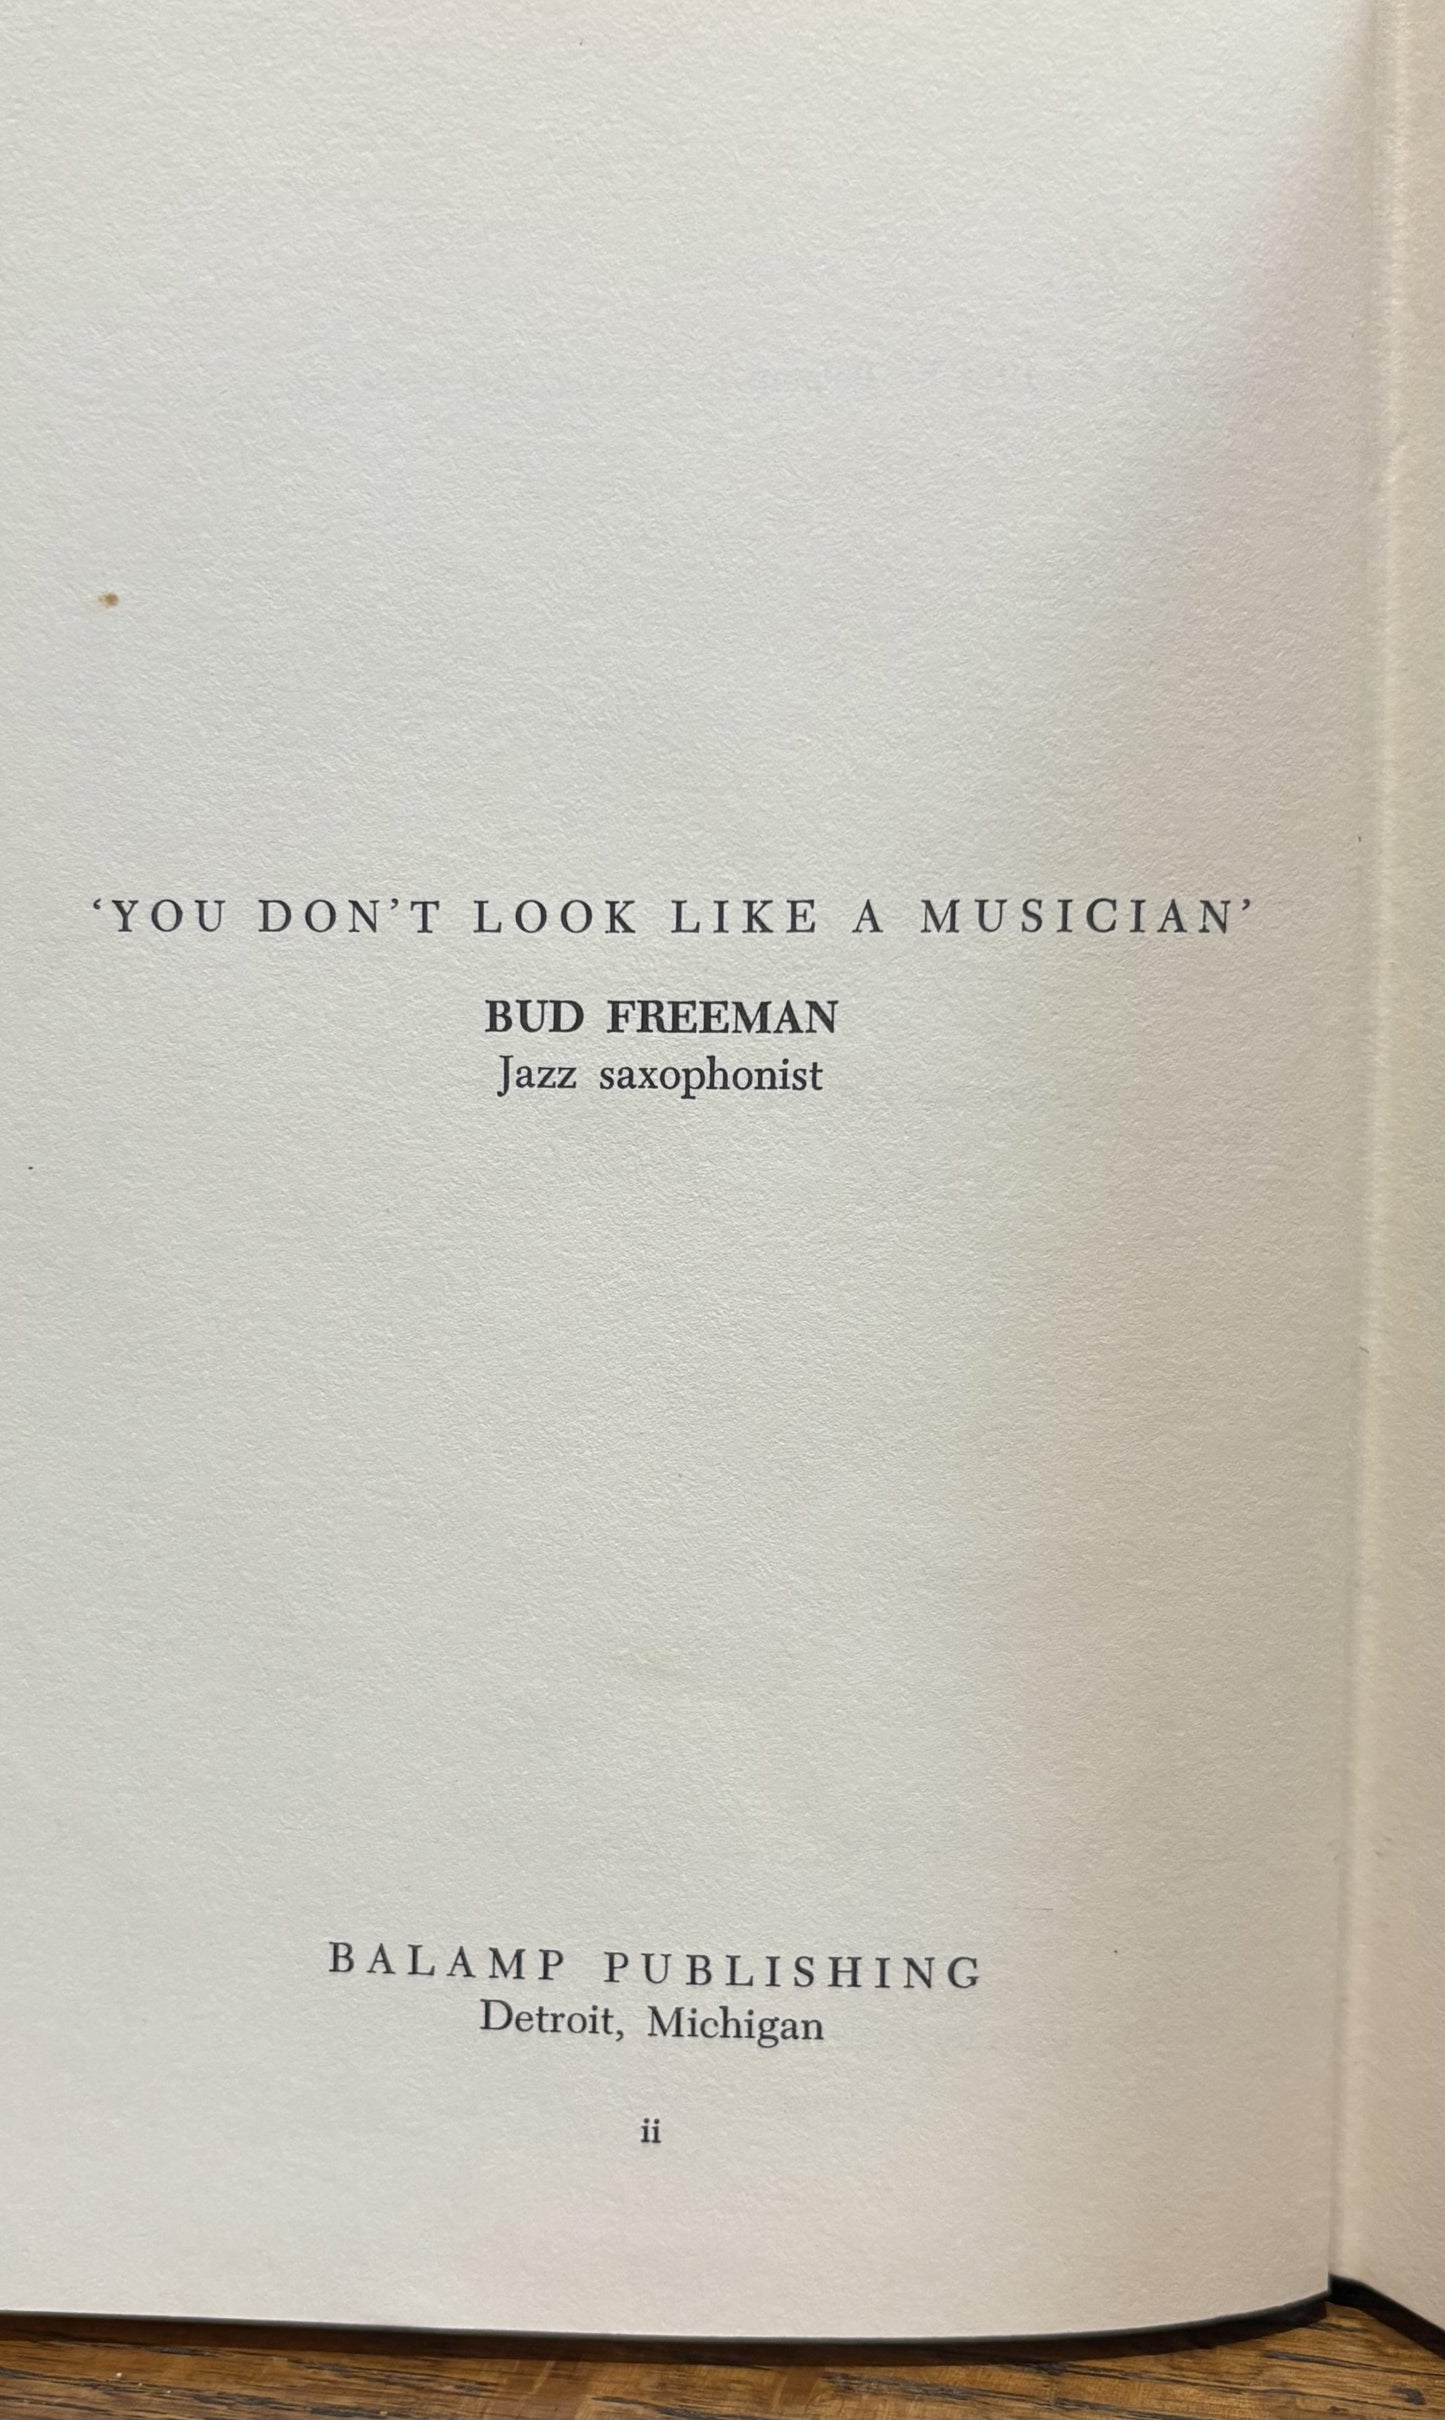 ‘YOU DON’T LOOK LIKE A MUSICIAN’
BUD FREEMAN
Jazz saxophonist
BALAMP PUBLISHING
Detroit, Michigan
ii